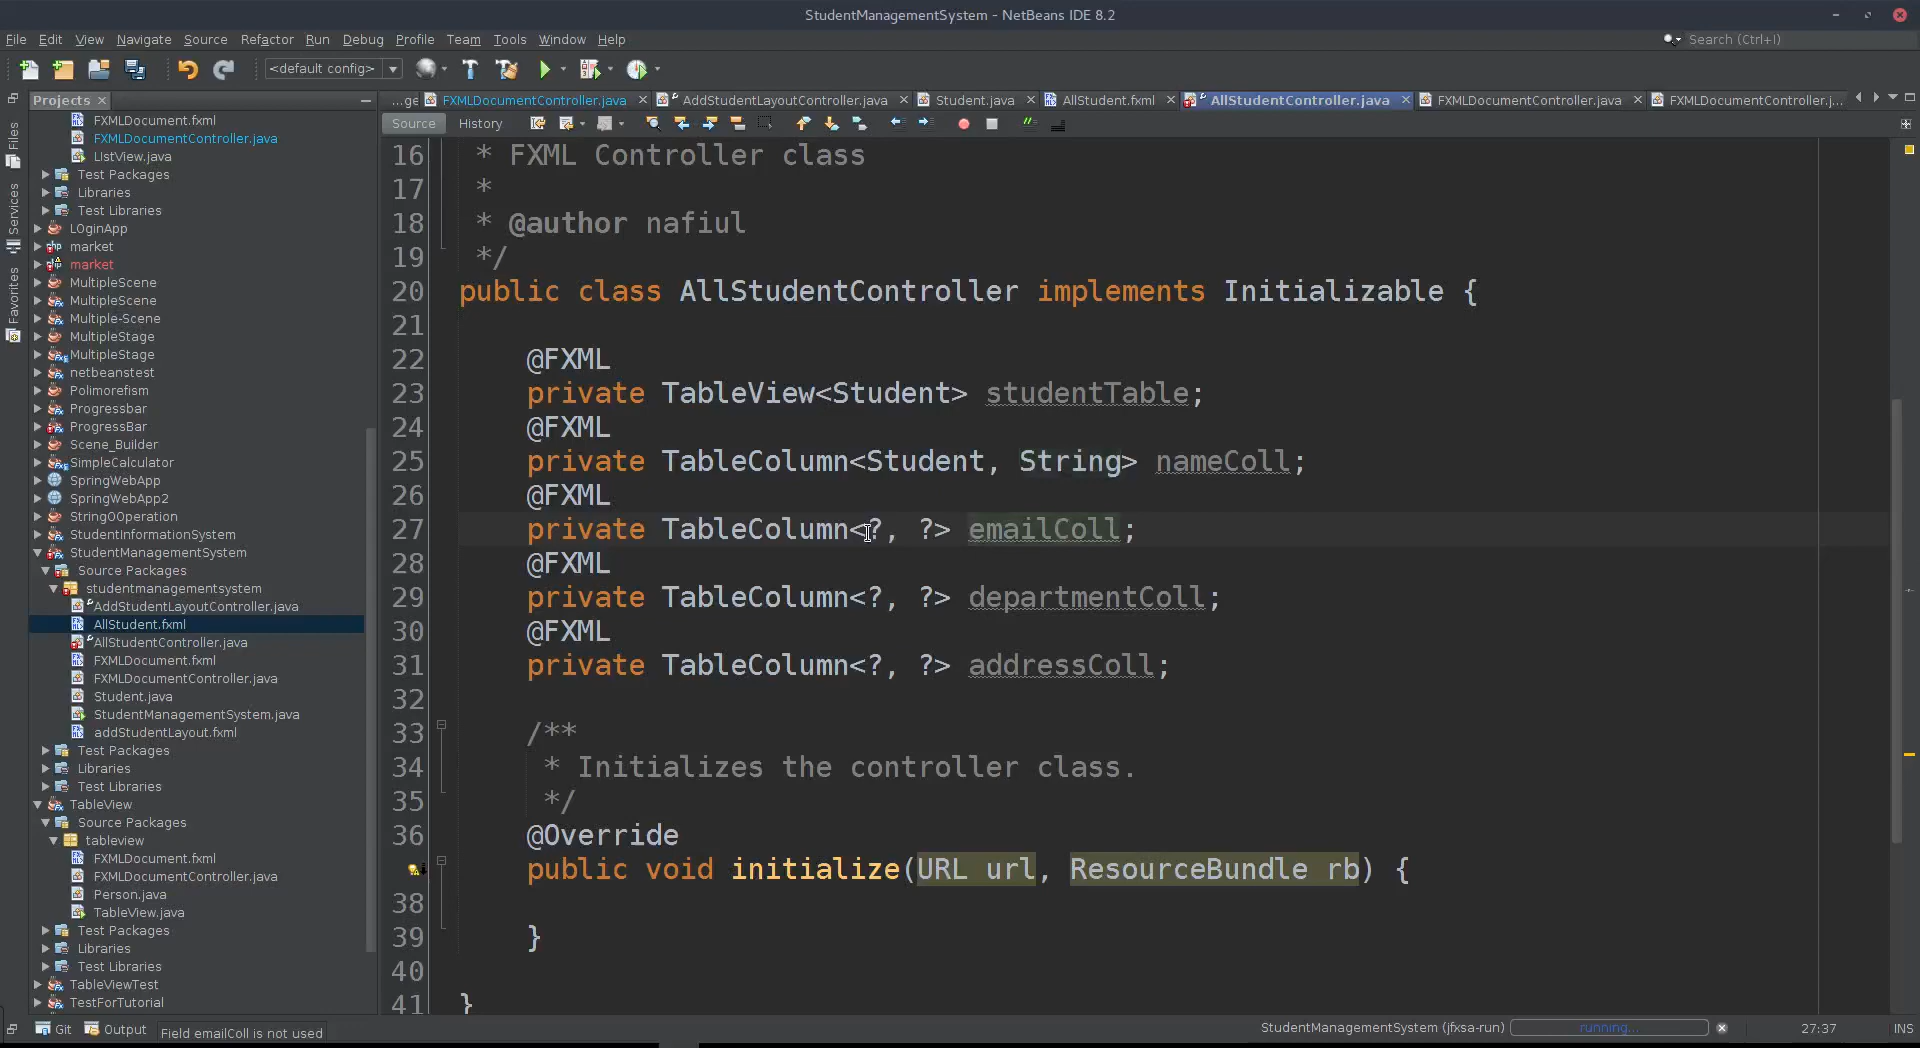 StudentManagementSystem - NetBeans IDE 8.2
File Edit View Navigate Source Refactor Run Debug Profile Team Tools Window Help
Search (Ctrl+I)
<default config>
Projects
...ge
FXMLDocumentController.java
AddStudentLayoutController.java
Student.java
AllStudent.fxml
AllStudentController.java
FXMLDocumentController.java
FXMLDocumentController.j...
Source History
Files
Services
Favorites
FXMLDocument.fxml
FXMLDocumentController.java
LIstView.java
Test Packages
Libraries
Test Libraries
LOginApp
market
market
MultipleScene
MultipleScene
Multiple-Scene
MultipleStage
MultipleStage
netbeanstest
Polimorefism
Progressbar
ProgressBar
Scene_Builder
SimpleCalculator
SpringWebApp
SpringWebApp2
StringOOperation
StudentInformationSystem
StudentManagementSystem
Source Packages
studentmanagementsystem
AddStudentLayoutController.java
AllStudent.fxml
AllStudentController.java
FXMLDocument.fxml
FXMLDocumentController.java
Student.java
StudentManagementSystem.java
addStudentLayout.fxml
Test Packages
Libraries
Test Libraries
TableView
Source Packages
tableview
FXMLDocument.fxml
FXMLDocumentController.java
Person.java
TableView.java
Test Packages
Libraries
Test Libraries
TableViewTest
TestForTutorial
16 * FXML Controller class
17 *
18 * @author nafiul
19 */
20 public class AllStudentController implements Initializable {
21
22 @FXML
23 private TableView<Student> studentTable;
24 @FXML
25 private TableColumn<Student, String> nameColl;
26 @FXML
27 private TableColumn<?, ?> emailColl;
28 @FXML
29 private TableColumn<?, ?> departmentColl;
30 @FXML
31 private TableColumn<?, ?> addressColl;
32
33 /**
34 * Initializes the controller class.
35 */
36 @Override
public void initialize(URL url, ResourceBundle rb) {
38
39 }
40
41 }
Git Output Field emailColl is not used
StudentManagementSystem (jfxsa-run) running... 27:37 INS